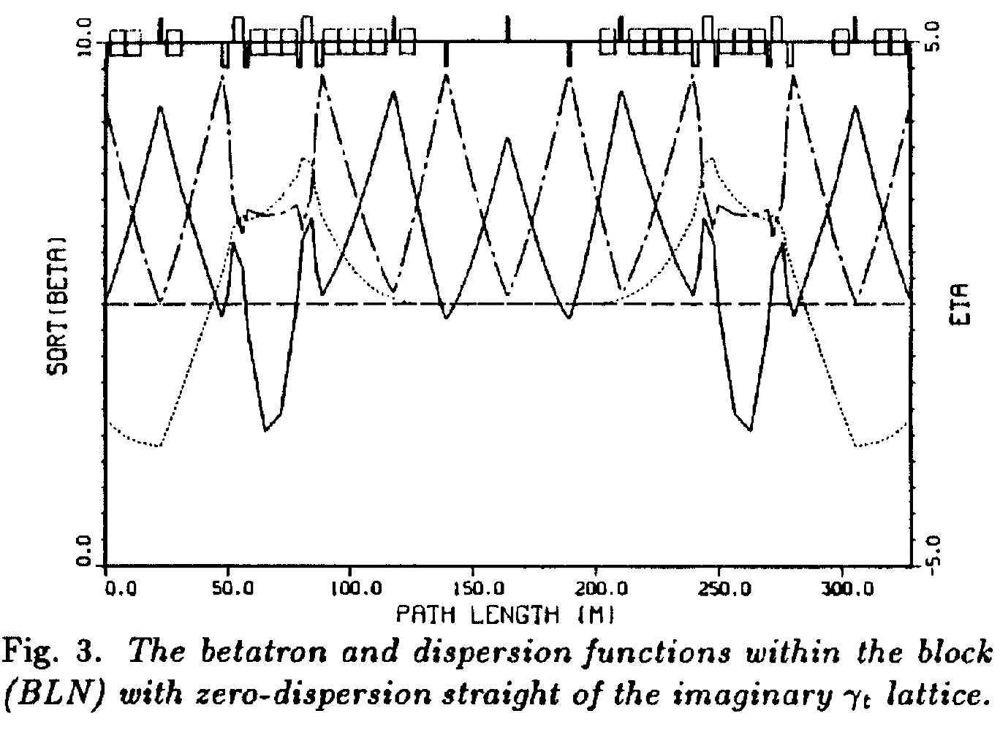 10.0
5.0
SQRT(BETA)
ETA
0.0
-5.0
0.0 50.0 100.0 150.0 200.0 250.0 300.0
PATH LENGTH (M)
Fig. 3. The betatron and dispersion functions within the block
(BLN) with zero-dispersion straight of the imaginary γt lattice.